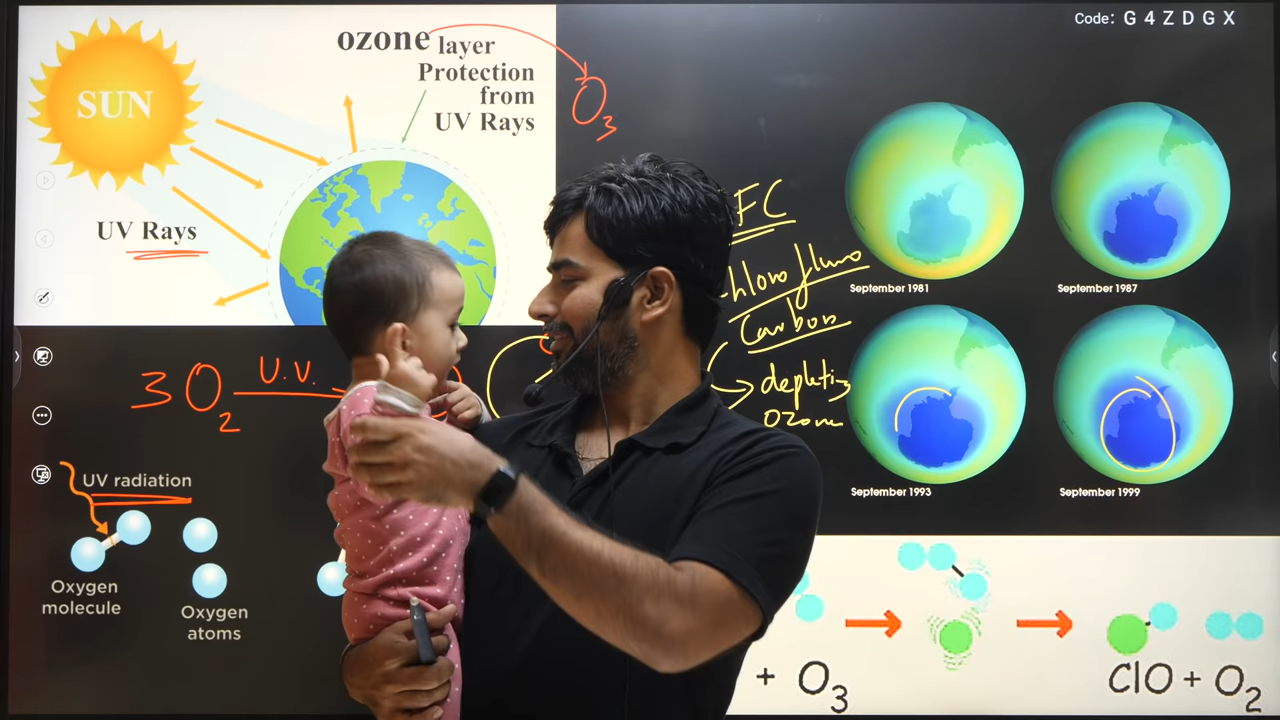 Code: G4ZDGX
SUN
ozone layer
Protection
from
UV Rays
O3
UV Rays
FC
hloro fluro
Carbon
depleting
Ozone
3O2 U.V.
September 1981
September 1987
September 1993
September 1999
UV radiation
Oxygen
molecule
Oxygen
atoms
+ O3
ClO + O2